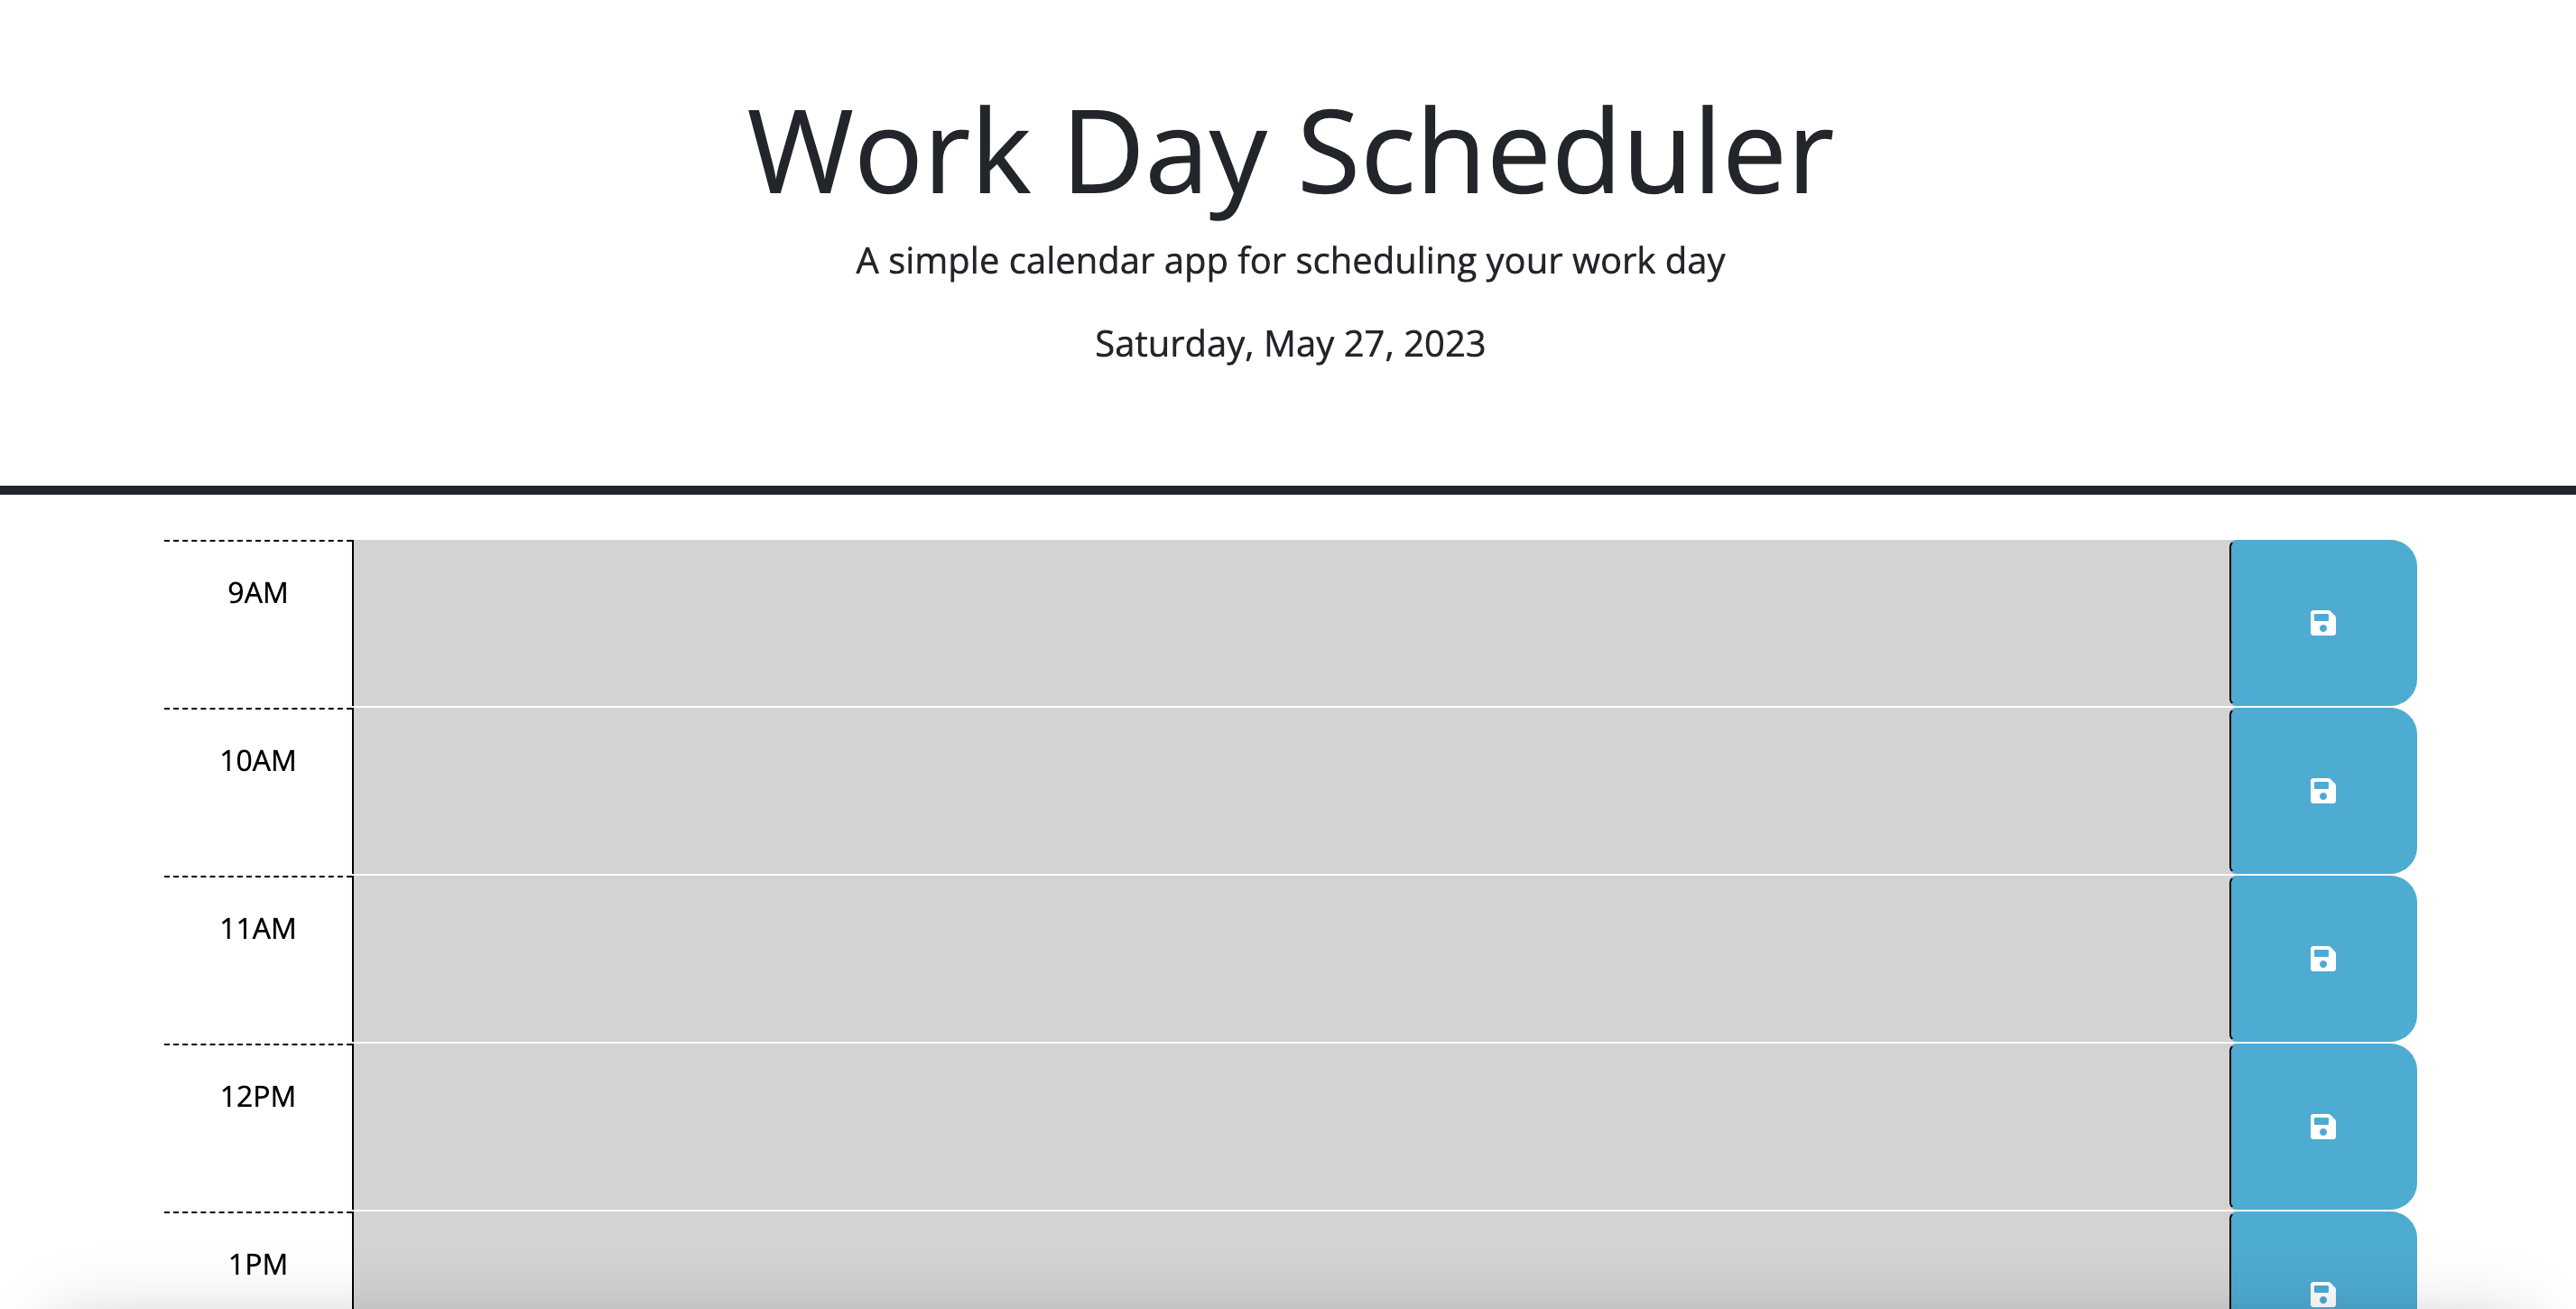 Work Day Scheduler
A simple calendar app for scheduling your work day
Saturday, May 27, 2023
9AM
10AM
11AM
12PM
1PM